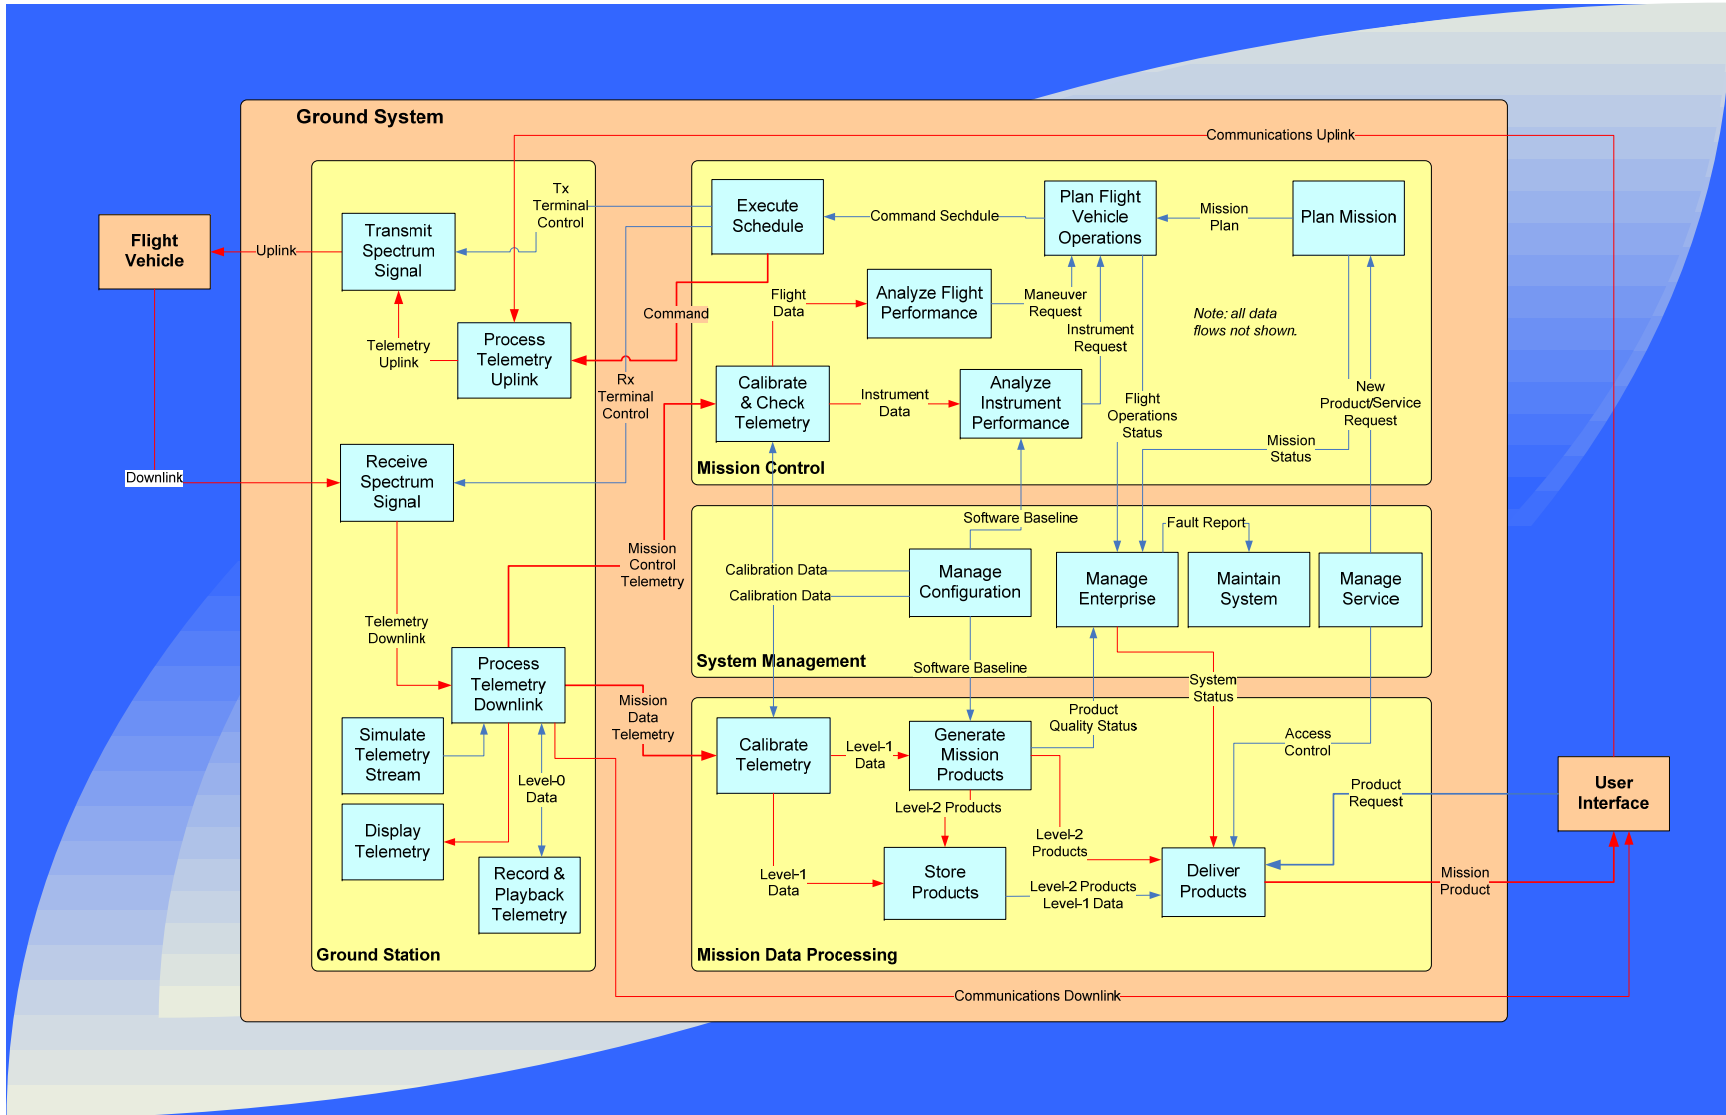 Ground System
Communications Uplink
Tx
Terminal
Control
Execute
Schedule
Command Sechdule
Plan Flight
Vehicle
Operations
Mission
Plan
Plan Mission
Flight
Vehicle
Uplink
Transmit
Spectrum
Signal
Flight
Data
Analyze Flight
Performance
Maneuver
Request
Instrument
Request
Note: all data
flows not shown.
Command
Telemetry
Uplink
Process
Telemetry
Uplink
Rx
Terminal
Control
Calibrate
& Check
Telemetry
Instrument
Data
Analyze
Instrument
Performance
Flight
Operations
Status
New
Product/Service
Request
Mission
Status
Mission Control
Downlink
Receive
Spectrum
Signal
Software Baseline
Fault Report
Mission
Control
Telemetry
Calibration Data
Calibration Data
Manage
Configuration
Manage
Enterprise
Maintain
System
Manage
Service
Telemetry
Downlink
System Management
Software Baseline
Process
Telemetry
Downlink
Mission
Data
Telemetry
System
Status
Product
Quality Status
Simulate
Telemetry
Stream
Level-0
Data
Calibrate
Telemetry
Level-1
Data
Generate
Mission
Products
Access
Control
Product
Request
User
Interface
Level-2 Products
Display
Telemetry
Level-2
Products
Record &
Playback
Telemetry
Level-1
Data
Store
Products
Level-2 Products
Level-1 Data
Deliver
Products
Mission
Product
Ground Station
Mission Data Processing
Communications Downlink